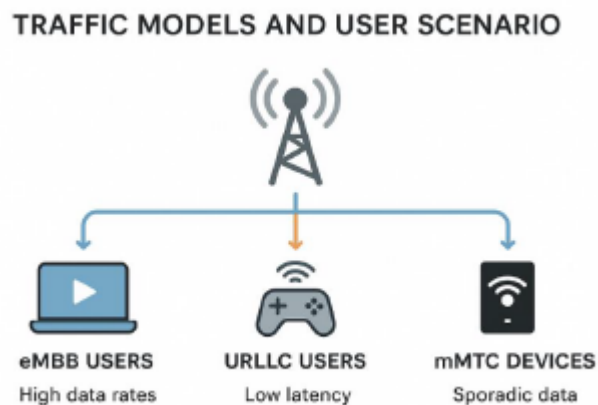 TRAFFIC MODELS AND USER SCENARIO
eMBB USERS
High data rates
URLLC USERS
Low latency
mMTC DEVICES
Sporadic data